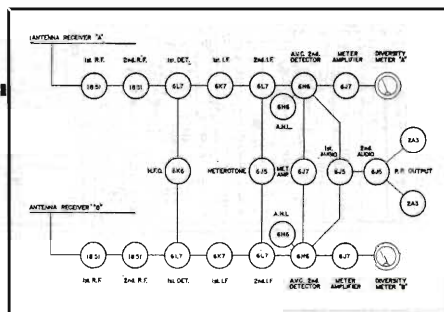 ANTENNA RECEIVER "A"
1st. R.F. 2nd. R.F. 1st. DET. 1st. I.F. 2nd. I.F. A.V.C. 2nd. DETECTOR METER AMPLIFIER DIVERSITY METER "A"
1851 1851 6L7 6K7 6L7 6H6 6J7
6H6
A.N.L.
2A3
1st. AUDIO 2nd. AUDIO
H.F.O. 6K6 HETEROTONE 6J5 MET. AMP. 6J7 6J5 6J5 P.P. OUTPUT
2A3
ANTENNA RECEIVER "B"
A.N.L.
6H6
1851 1851 6L7 6K7 6L7 6H6 6J7
1st. R.F. 2nd. R.F. 1st. DET. 1st. I.F. 2nd. I.F. A.V.C. 2nd. DETECTOR METER AMPLIFIER DIVERSITY METER "B"